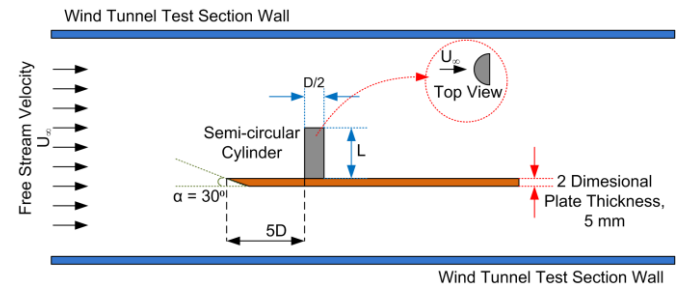 Wind Tunnel Test Section Wall
Free Stream Velocity
U∞
D/2
U∞
Top View
Semi-circular
Cylinder
L
α = 30º
2 Dimesional
Plate Thickness,
5 mm
5D
Wind Tunnel Test Section Wall